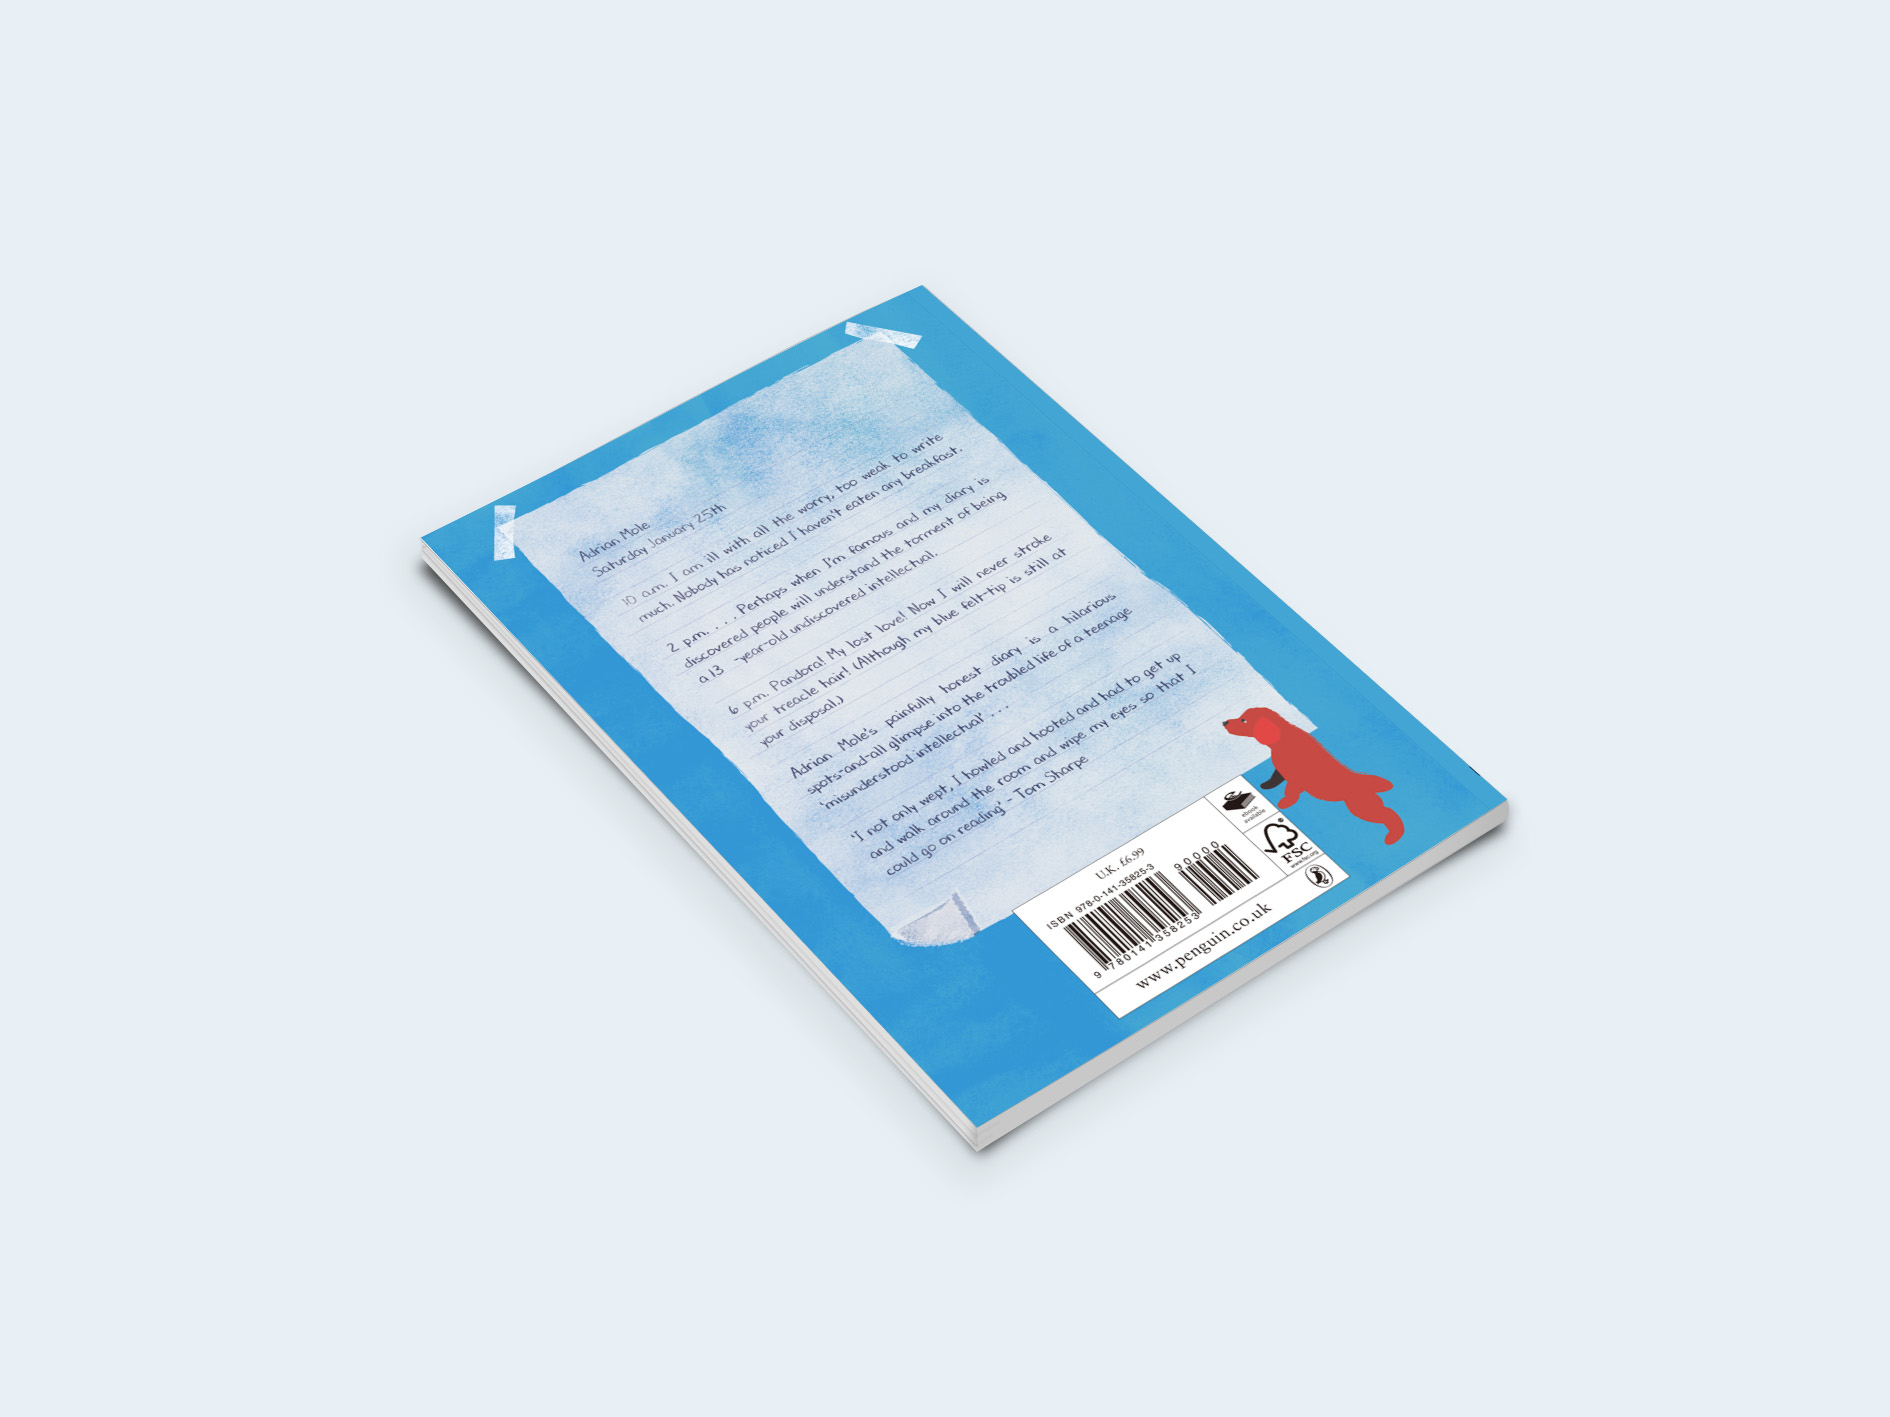 Adrian Mole
Saturday January 25th
10 a.m. I am ill with all the worry, too weak to write
much. Nobody has noticed I haven't eaten any breakfast.
2 p.m. . . . Perhaps when I'm famous and my diary is
discovered people will understand the torment of being
a 13 -year-old undiscovered intellectual.
6 p.m. Pandora! My lost love! Now I will never stroke
your treacle hair! (Although my blue felt-tip is still at
your disposal.)
Adrian Mole's painfully honest diary is a hilarious
spots-and-all glimpse into the troubled life of a teenage
'misunderstood intellectual' . . .
'I not only wept, I howled and hooted and had to get up
and walk around the room and wipe my eyes so that I
could go on reading' - Tom Sharpe
U.K. £6.99
ISBN 978-0-141-35825-3
90000
9 780141 358253
ebook
available
FSC
www.fsc.org
www.penguin.co.uk